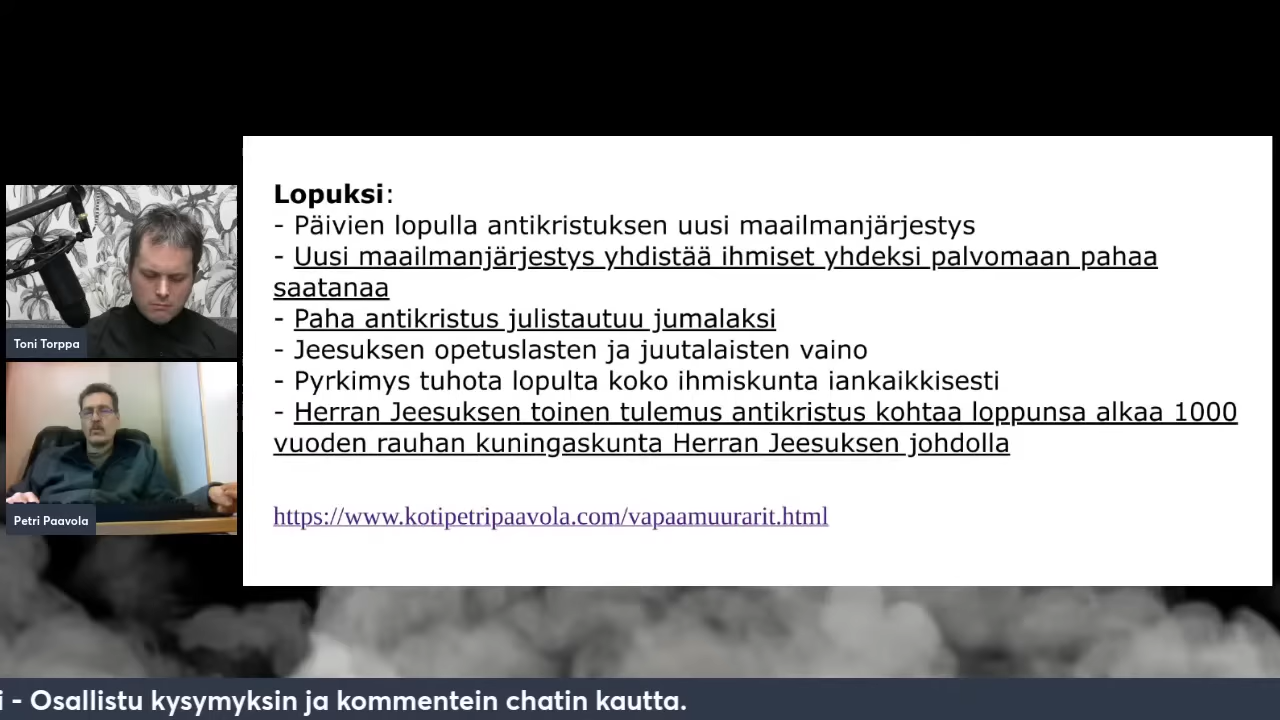 Lopuksi:
- Päivien lopulla antikristuksen uusi maailmanjärjestys
- Uusi maailmanjärjestys yhdistää ihmiset yhdeksi palvomaan pahaa
saatanaa
- Paha antikristus julistautuu jumalaksi
- Jeesuksen opetuslasten ja juutalaisten vaino
- Pyrkimys tuhota lopulta koko ihmiskunta iankaikkisesti
- Herran Jeesuksen toinen tulemus antikristus kohtaa loppunsa alkaa 1000
vuoden rauhan kuningaskunta Herran Jeesuksen johdolla
https://www.kotipetripaavola.com/vapaamuurarit.html
Toni Torppa
Petri Paavola
i - Osallistu kysymyksin ja kommentein chatin kautta.